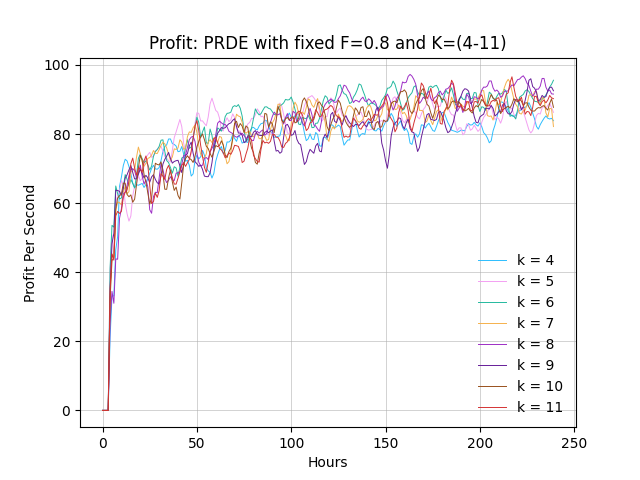 Profit: PRDE with fixed F=0.8 and K=(4-11)
100
80
60
40
20
0
Profit Per Second
k = 4
k = 5
k = 6
k = 7
k = 8
k = 9
k = 10
k = 11
0 50 100 150 200 250
Hours